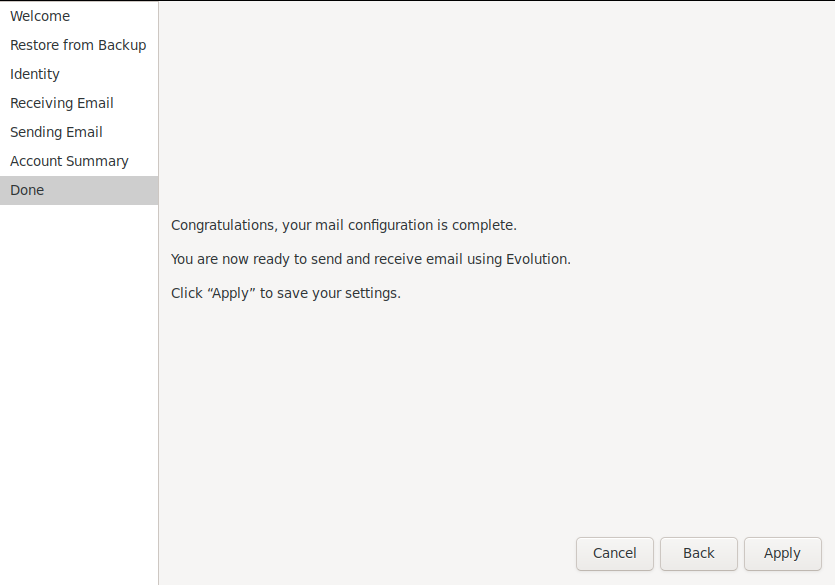 Welcome
Restore from Backup
Identity
Receiving Email
Sending Email
Account Summary
Done
Congratulations, your mail configuration is complete.
You are now ready to send and receive email using Evolution.
Click “Apply” to save your settings.
Cancel
Back
Apply